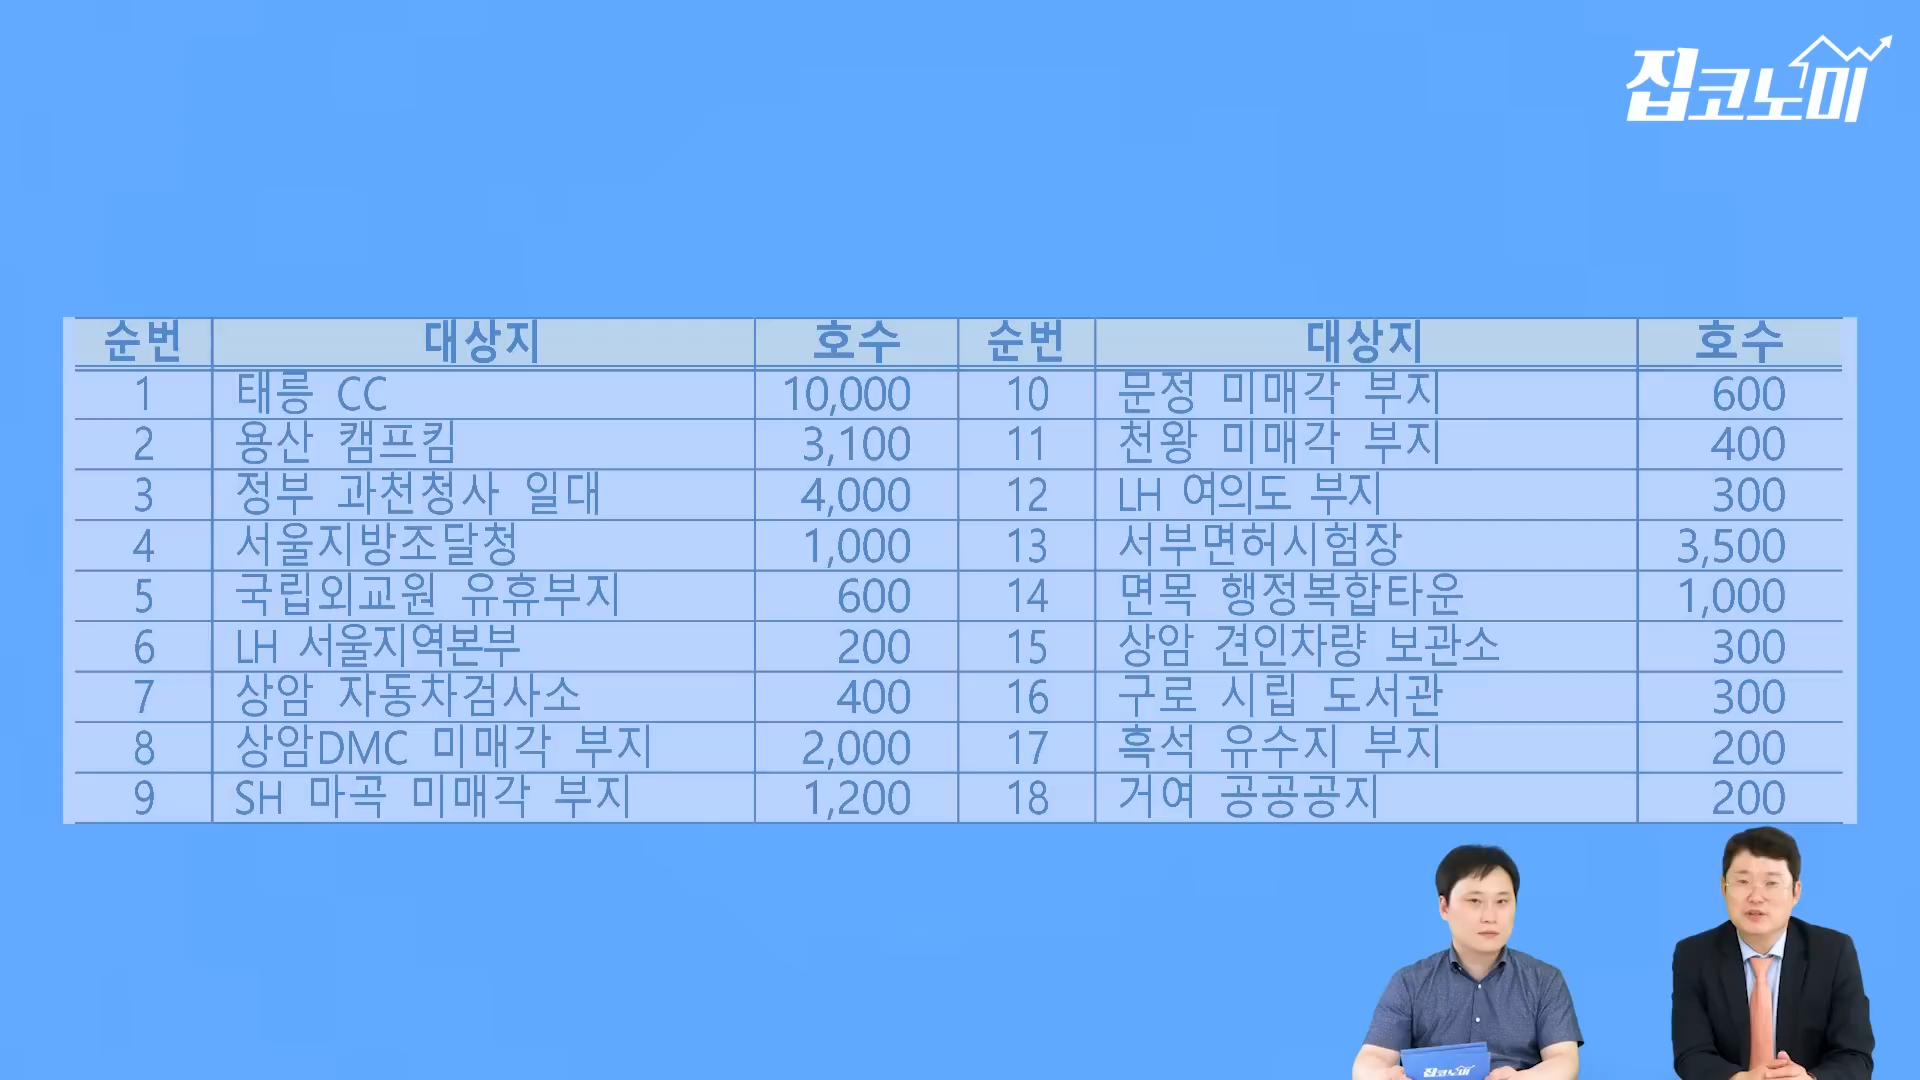 집코노미
순번 대상지 호수 순번 대상지 호수
1 태릉 CC 10,000 10 문정 미매각 부지 600
2 용산 캠프킴 3,100 11 천왕 미매각 부지 400
3 정부 과천청사 일대 4,000 12 LH 여의도 부지 300
4 서울지방조달청 1,000 13 서부면허시험장 3,500
5 국립외교원 유휴부지 600 14 면목 행정복합타운 1,000
6 LH 서울지역본부 200 15 상암 견인차량 보관소 300
7 상암 자동차검사소 400 16 구로 시립 도서관 300
8 상암DMC 미매각 부지 2,000 17 흑석 유수지 부지 200
9 SH 마곡 미매각 부지 1,200 18 거여 공공공지 200
집코노미